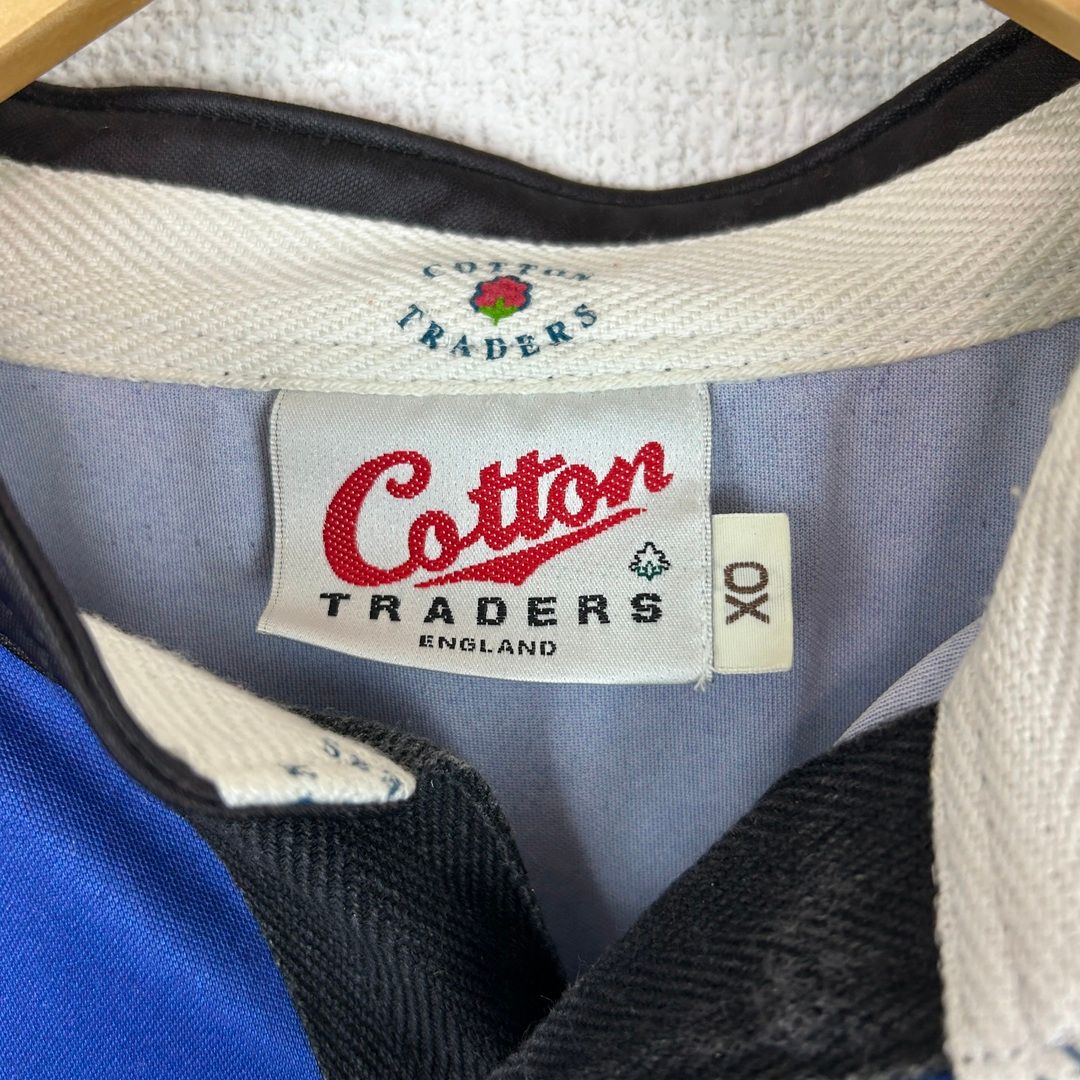 COTTON
TRADERS
Cotton
TRADERS
ENGLAND
XO